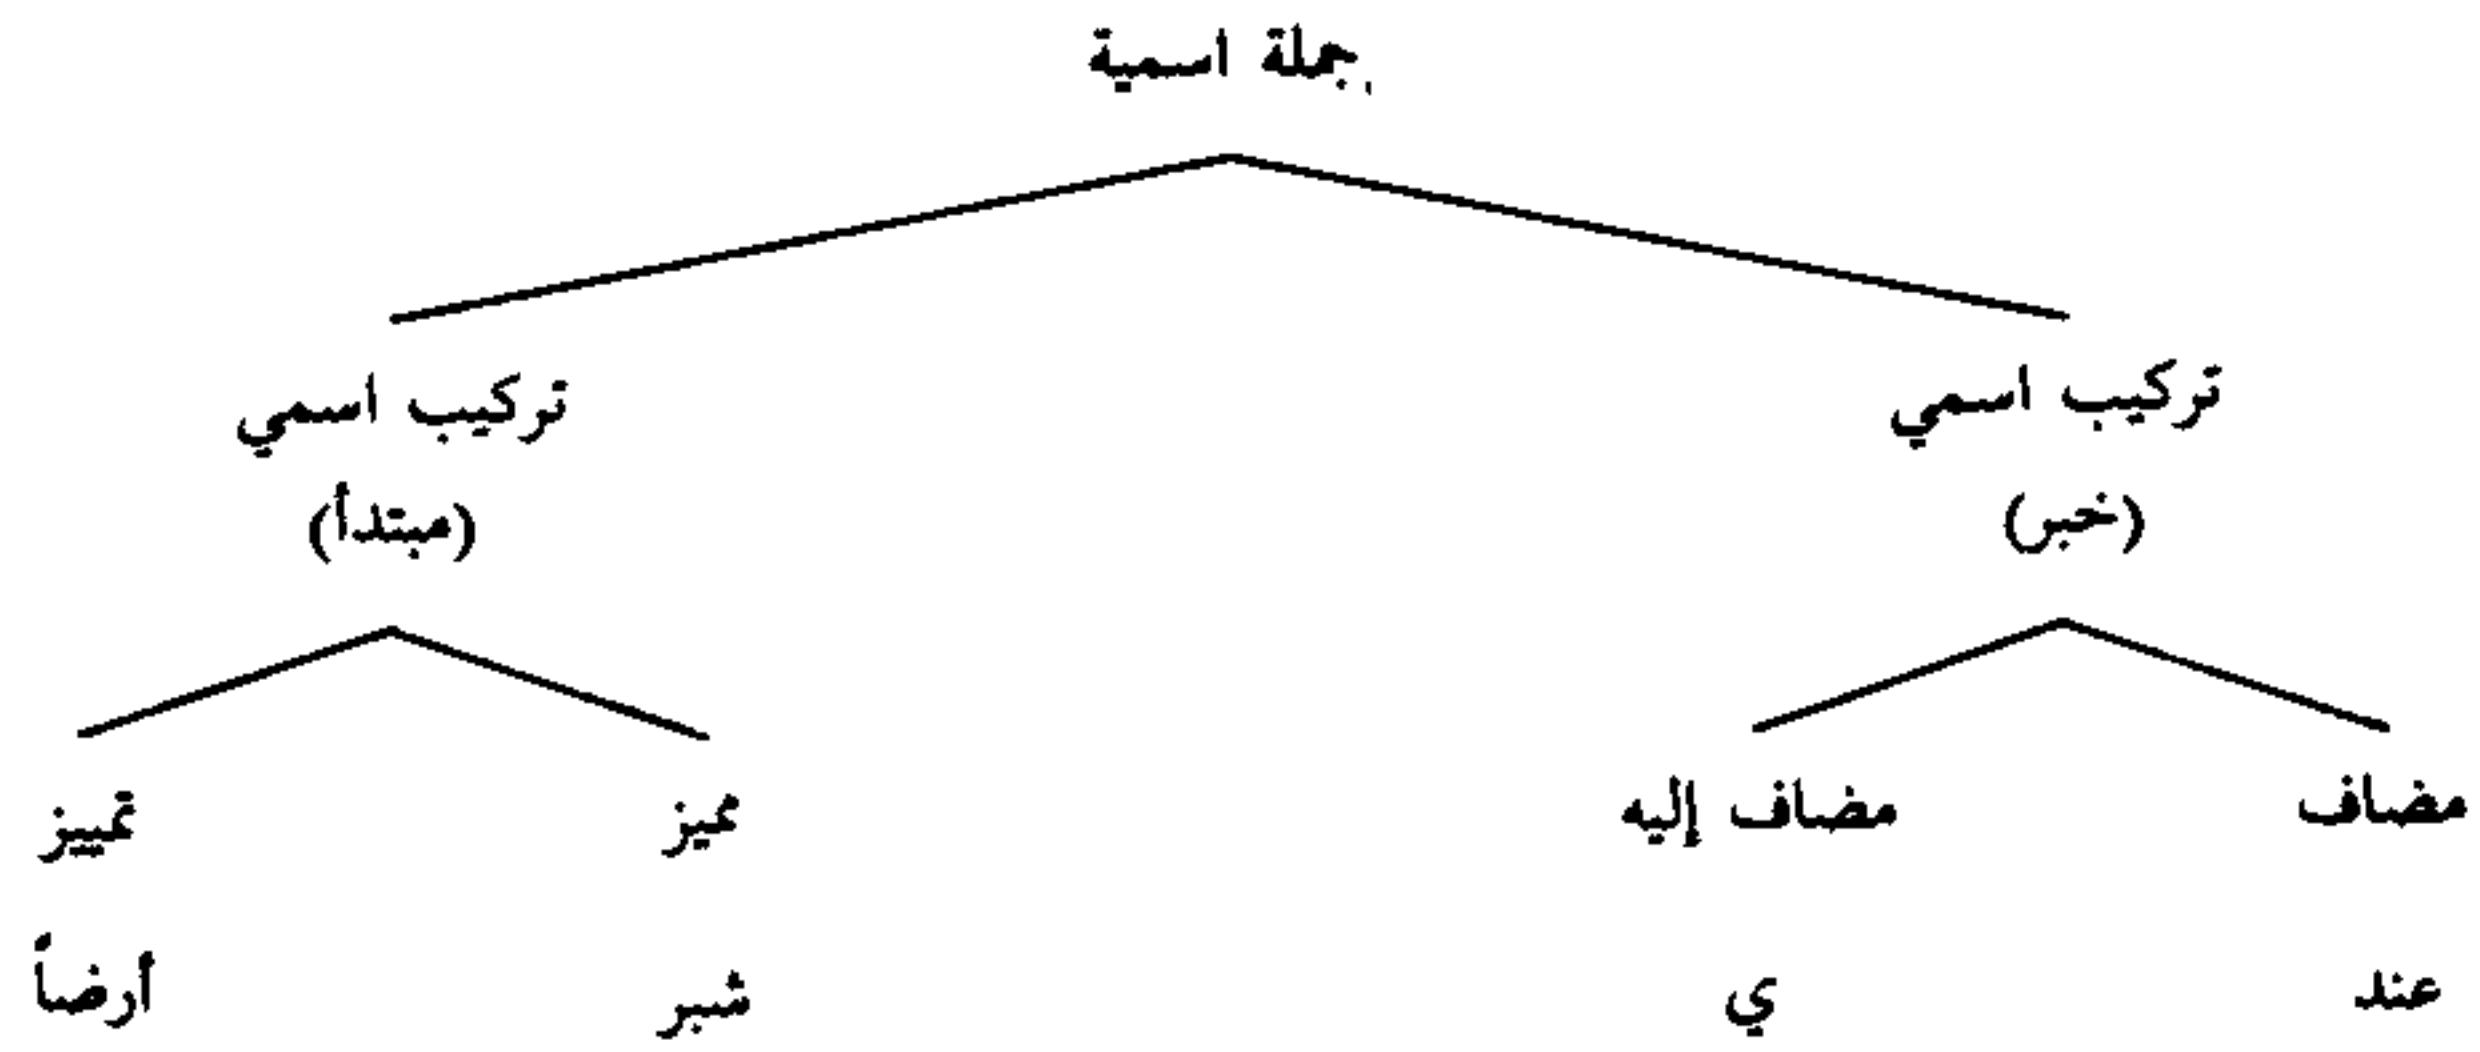 جملة اسمية
تركيب اسمي تركيب اسمي
(خبر) (مبتدأ)
مضاف مضاف إليه مميز تمييز
عند ي شبر أرضاً